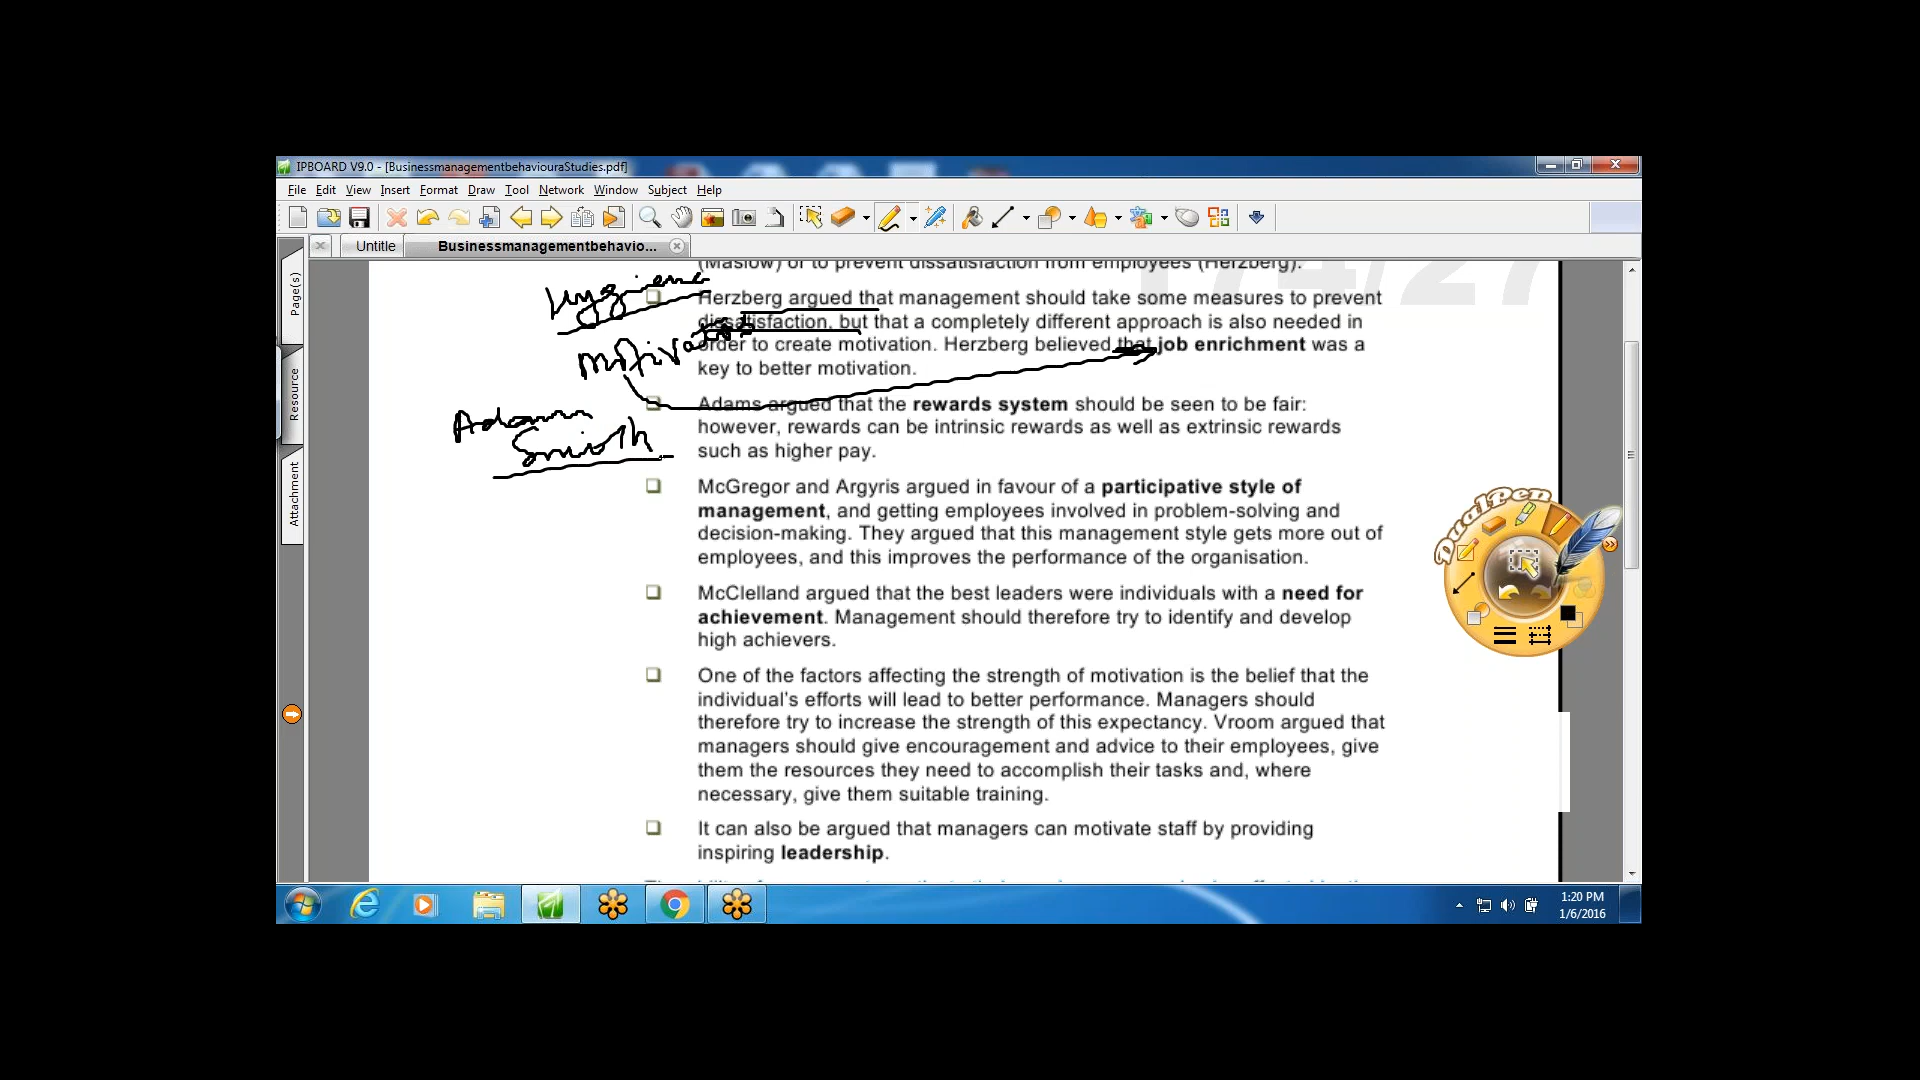 IPBOARD V9.0 - [BusinessmanagementbehaviouraStudies.pdf]
File Edit View Insert Format Draw Tool Network Window Subject Help
Untitle Businessmanagementbehavio...
Page(s)
Resource
Attachment
174/27
(Maslow) or to prevent dissatisfaction from employees (Herzberg).
Hygiene
Herzberg argued that management should take some measures to prevent
dissatisfaction, but that a completely different approach is also needed in
order to create motivation. Herzberg believed that job enrichment was a
key to better motivation.
Adams argued that the rewards system should be seen to be fair:
however, rewards can be intrinsic rewards as well as extrinsic rewards
such as higher pay.
Adam
Smith
McGregor and Argyris argued in favour of a participative style of
management, and getting employees involved in problem-solving and
decision-making. They argued that this management style gets more out of
employees, and this improves the performance of the organisation.
McClelland argued that the best leaders were individuals with a need for
achievement. Management should therefore try to identify and develop
high achievers.
One of the factors affecting the strength of motivation is the belief that the
individual's efforts will lead to better performance. Managers should
therefore try to increase the strength of this expectancy. Vroom argued that
managers should give encouragement and advice to their employees, give
them the resources they need to accomplish their tasks and, where
necessary, give them suitable training.
It can also be argued that managers can motivate staff by providing
inspiring leadership.
DualPen
1:20 PM
1/6/2016